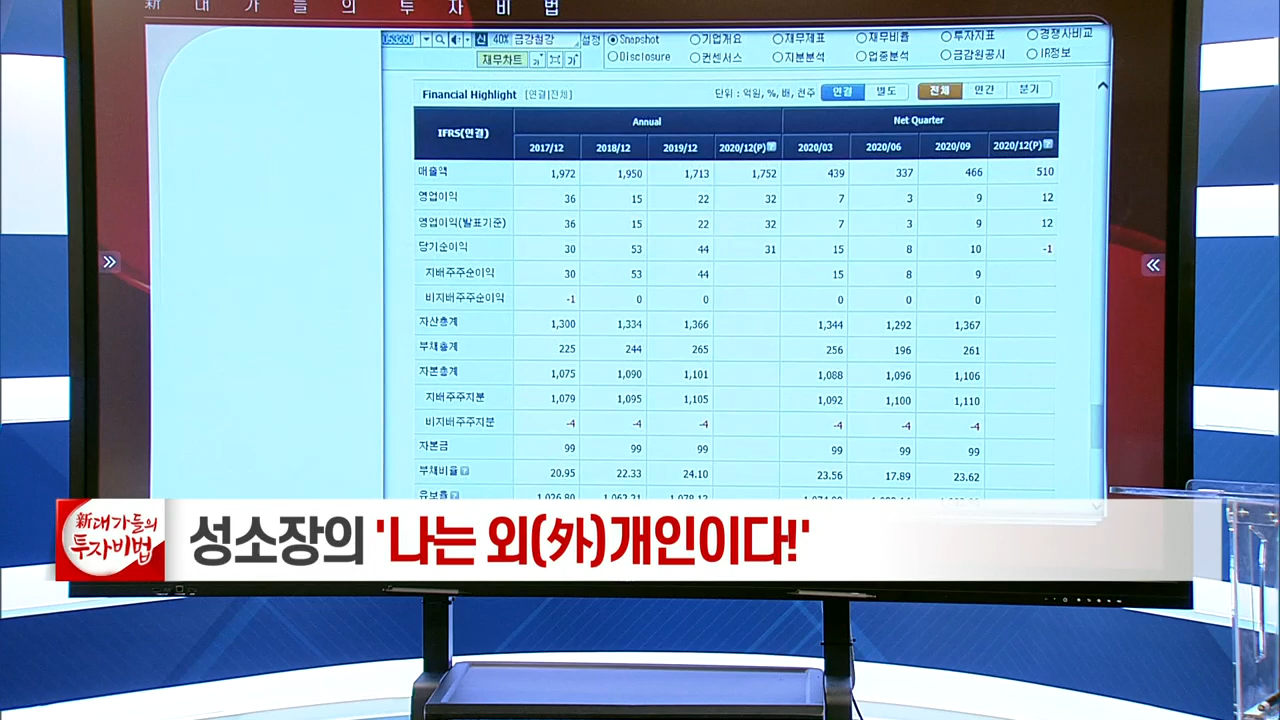 新 대 가 들 의 투 자 비 법
053260 신 40% 금강철강 설정 Snapshot 기업개요 재무제표 재무비율 투자지표 경쟁사비교
재무차트 가 가 Disclosure 컨센서스 지분분석 업종분석 금감원공시 IR정보
Financial Highlight [연결|전체] 단위 : 억원, %, 배, 천주 연결 별도 전체 연간 분기
IFRS(연결) Annual Net Quarter
2017/12 2018/12 2019/12 2020/12(P) 2020/03 2020/06 2020/09 2020/12(P)
매출액 1,972 1,950 1,713 1,752 439 337 466 510
영업이익 36 15 22 32 7 3 9 12
영업이익(발표기준) 36 15 22 32 7 3 9 12
당기순이익 30 53 44 31 15 8 10 -1
지배주주순이익 30 53 44 15 8 9
비지배주주순이익 -1 0 0 0 0 0
자산총계 1,300 1,334 1,366 1,344 1,292 1,367
부채총계 225 244 265 256 196 261
자본총계 1,075 1,090 1,101 1,088 1,096 1,106
지배주주지분 1,079 1,095 1,105 1,092 1,100 1,110
비지배주주지분 -4 -4 -4 -4 -4 -4
자본금 99 99 99 99 99 99
부채비율 20.95 22.33 24.10 23.56 17.89 23.62
유보율 1,026.80 1,062.21 1,078.12
新 대가들의
투자비법
성소장의 '나는 외(外)개인이다!'